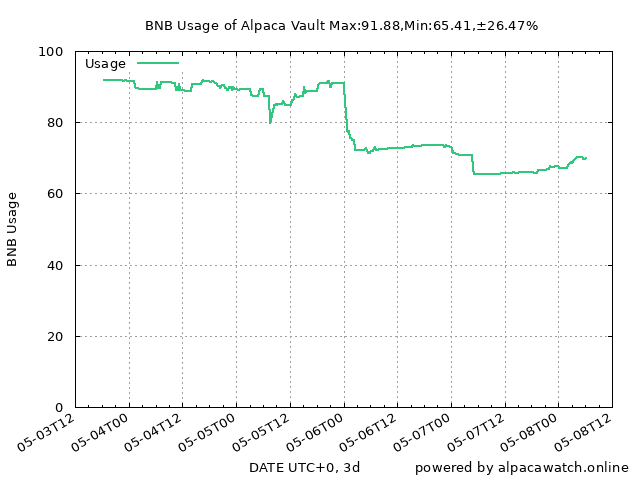 BNB Usage of Alpaca Vault Max:91.88,Min:65.41,±26.47%
Usage
BNB Usage
100
80
60
40
20
0
05-03T12
05-04T00
05-04T12
05-05T00
05-05T12
05-06T00
05-06T12
05-07T00
05-07T12
05-08T00
05-08T12
DATE UTC+0, 3d
powered by alpacawatch.online